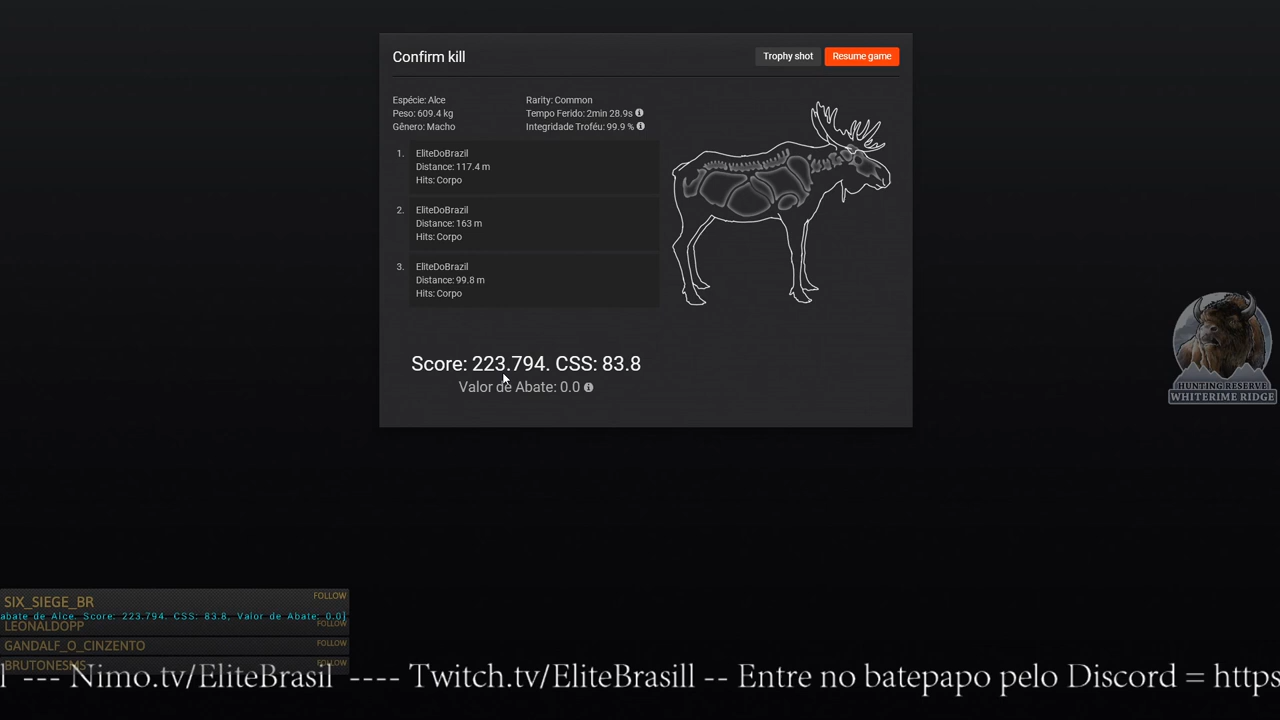 Confirm kill
Trophy shot
Resume game
Espécie: Alce
Peso: 609.4 kg
Gênero: Macho
Rarity: Common
Tempo Ferido: 2min 28.9s
Integridade Troféu: 99.9 %
1. EliteDoBrazil
Distance: 117.4 m
Hits: Corpo
2. EliteDoBrazil
Distance: 163 m
Hits: Corpo
3. EliteDoBrazil
Distance: 99.8 m
Hits: Corpo
Score: 223.794. CSS: 83.8
Valor de Abate: 0.0
HUNTING RESERVE
WHITERIME RIDGE
SIX_SIEGE_BR FOLLOW
abate de Alce. Score: 223.794. CSS: 83.8, Valor de Abate: 0.0]
LEONALDOPP FOLLOW
GANDALF_O_CINZENTO FOLLOW
BRUTONESMS FOLLOW
l --- Nimo.tv/EliteBrasil ---- Twitch.tv/EliteBrasill -- Entre no batepapo pelo Discord = https